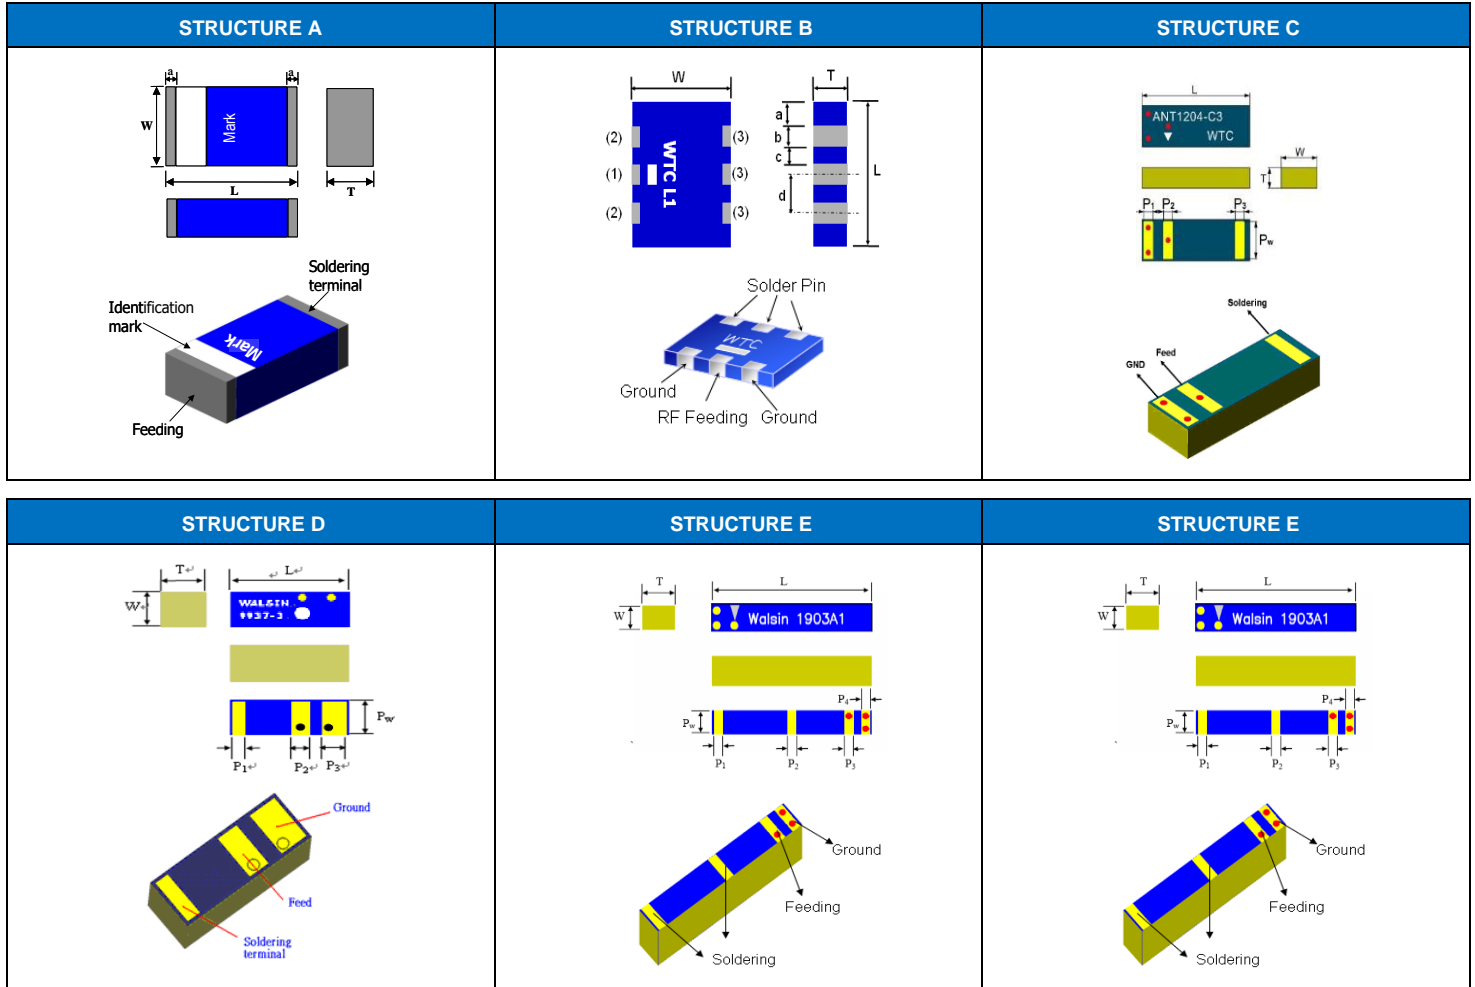 STRUCTURE A
STRUCTURE B
STRUCTURE C
a
a
W
Mark
L
T
Soldering
terminal
Identification
mark
Mark
Feeding
W
T
(2)
(3)
(1)
(3)
(2)
(3)
WTC L1
a
b
c
d
L
Solder Pin
WTC
Ground
RF Feeding
Ground
L
ANT1204-C3
WTC
W
T
P1
P2
P3
Pw
Soldering
Feed
GND
STRUCTURE D
STRUCTURE E
STRUCTURE E
T↵
↵ L↵
W↵
WALSIN
Pw
P1↵
P2↵
P3↵
Ground
Feed
Soldering
terminal
T
L
W
Walsin 1903A1
P4
Pw
P1
P2
P3
Ground
Feeding
Soldering
T
L
W
Walsin 1903A1
P4
Pw
P1
P2
P3
Ground
Feeding
Soldering